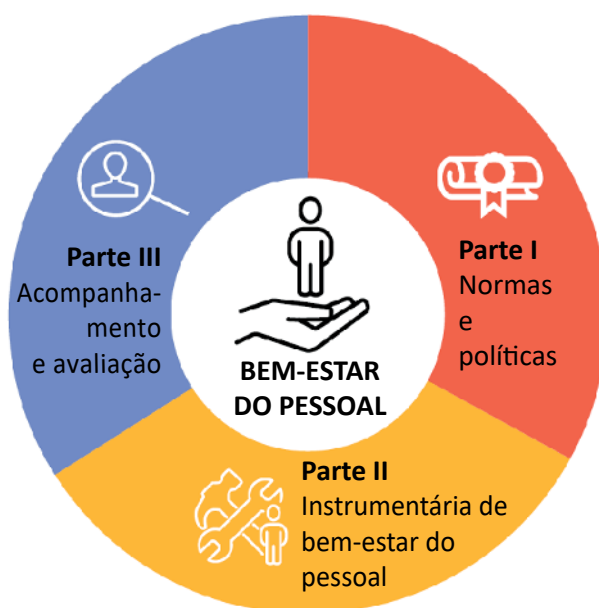 Parte I
Normas
e
políticas
Parte II
Instrumentária de
bem-estar do
pessoal
Parte III
Acompanha-
mento
e avaliação
BEM-ESTAR
DO PESSOAL